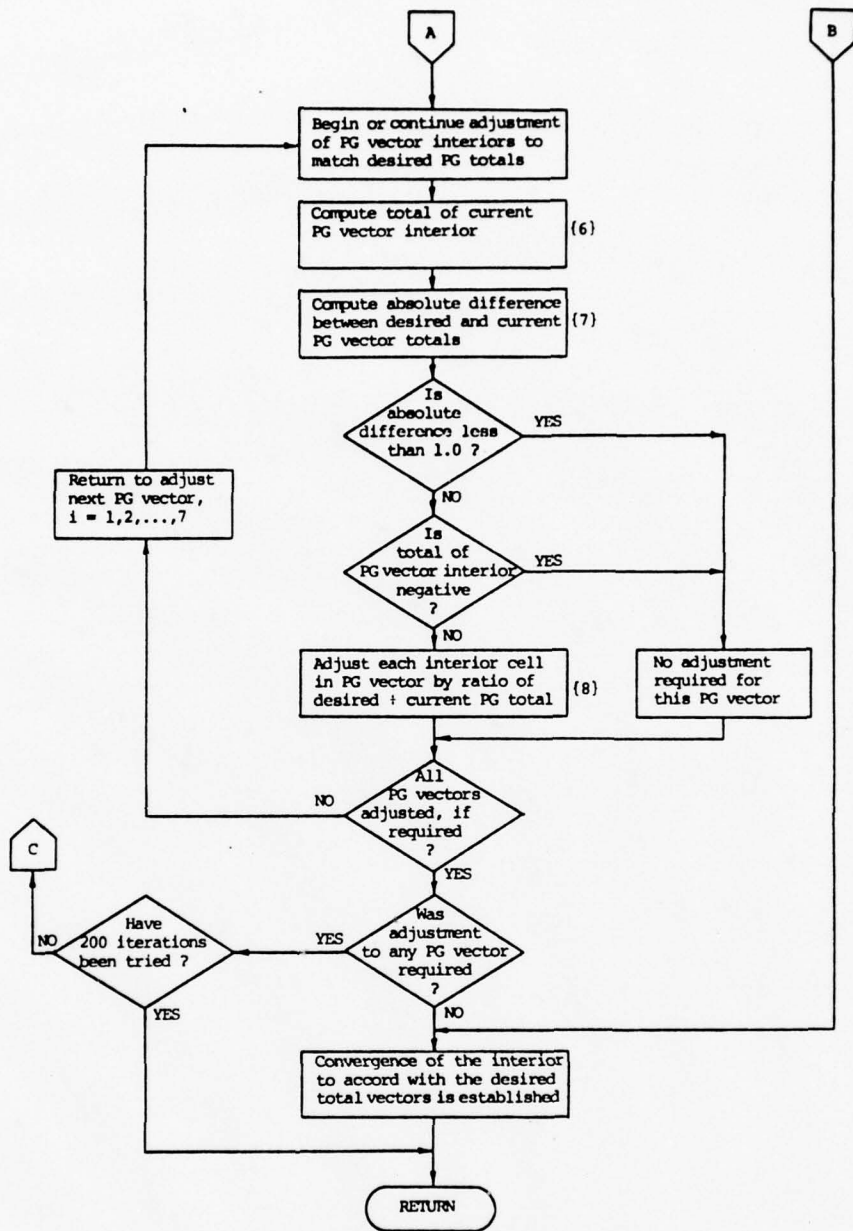 A
B
Begin or continue adjustment
of PG vector interiors to
match desired PG totals
Compute total of current
PG vector interior
{6}
Compute absolute difference
between desired and current
PG vector totals
{7}
Is
absolute
difference less
than 1.0 ?
YES
NO
Return to adjust
next PG vector,
i = 1,2,...,7
Is
total of
PG vector interior
negative
?
YES
NO
Adjust each interior cell
in PG vector by ratio of
desired ÷ current PG total
{8}
No adjustment
required for
this PG vector
All
PG vectors
adjusted, if
required
?
NO
YES
C
Was
adjustment
to any PG vector
required
?
YES
NO
Have
200 iterations
been tried ?
NO
YES
Convergence of the interior
to accord with the desired
total vectors is established
RETURN